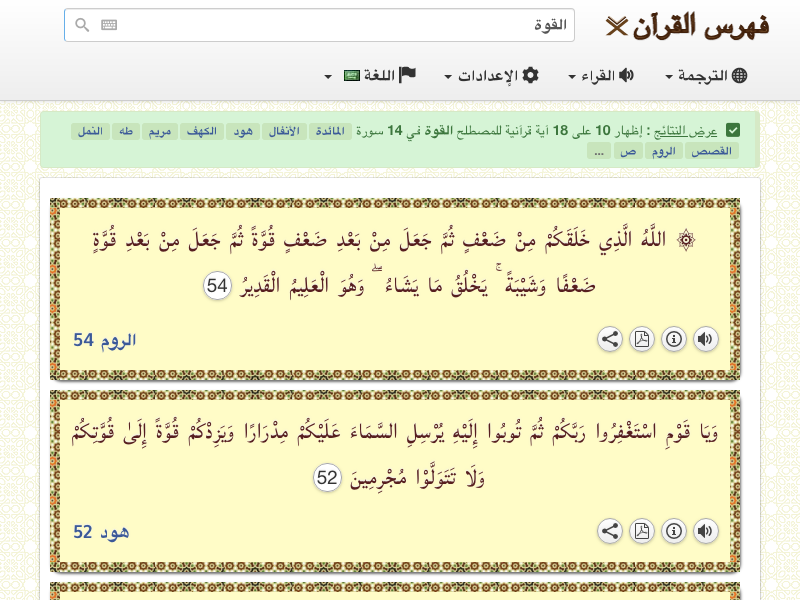 فهرس القرآن
القوة
الترجمة القراء الإعدادات اللغة
عرض النتائج : إظهار 10 على 18 آية قرآنية للمصطلح القوة في 14 سورة المائدة الأنفال هود الكهف مريم طه النمل
القصص الروم ص ...
۞ اللَّهُ الَّذِي خَلَقَكُمْ مِنْ ضَعْفٍ ثُمَّ جَعَلَ مِنْ بَعْدِ ضَعْفٍ قُوَّةً ثُمَّ جَعَلَ مِنْ بَعْدِ قُوَّةٍ
ضَعْفًا وَشَيْبَةً ۚ يَخْلُقُ مَا يَشَاءُ ۖ وَهُوَ الْعَلِيمُ الْقَدِيرُ 54
الروم 54
وَيَا قَوْمِ اسْتَغْفِرُوا رَبَّكُمْ ثُمَّ تُوبُوا إِلَيْهِ يُرْسِلِ السَّمَاءَ عَلَيْكُمْ مِدْرَارًا وَيَزِدْكُمْ قُوَّةً إِلَىٰ قُوَّتِكُمْ
وَلَا تَتَوَلَّوْا مُجْرِمِينَ 52
هود 52